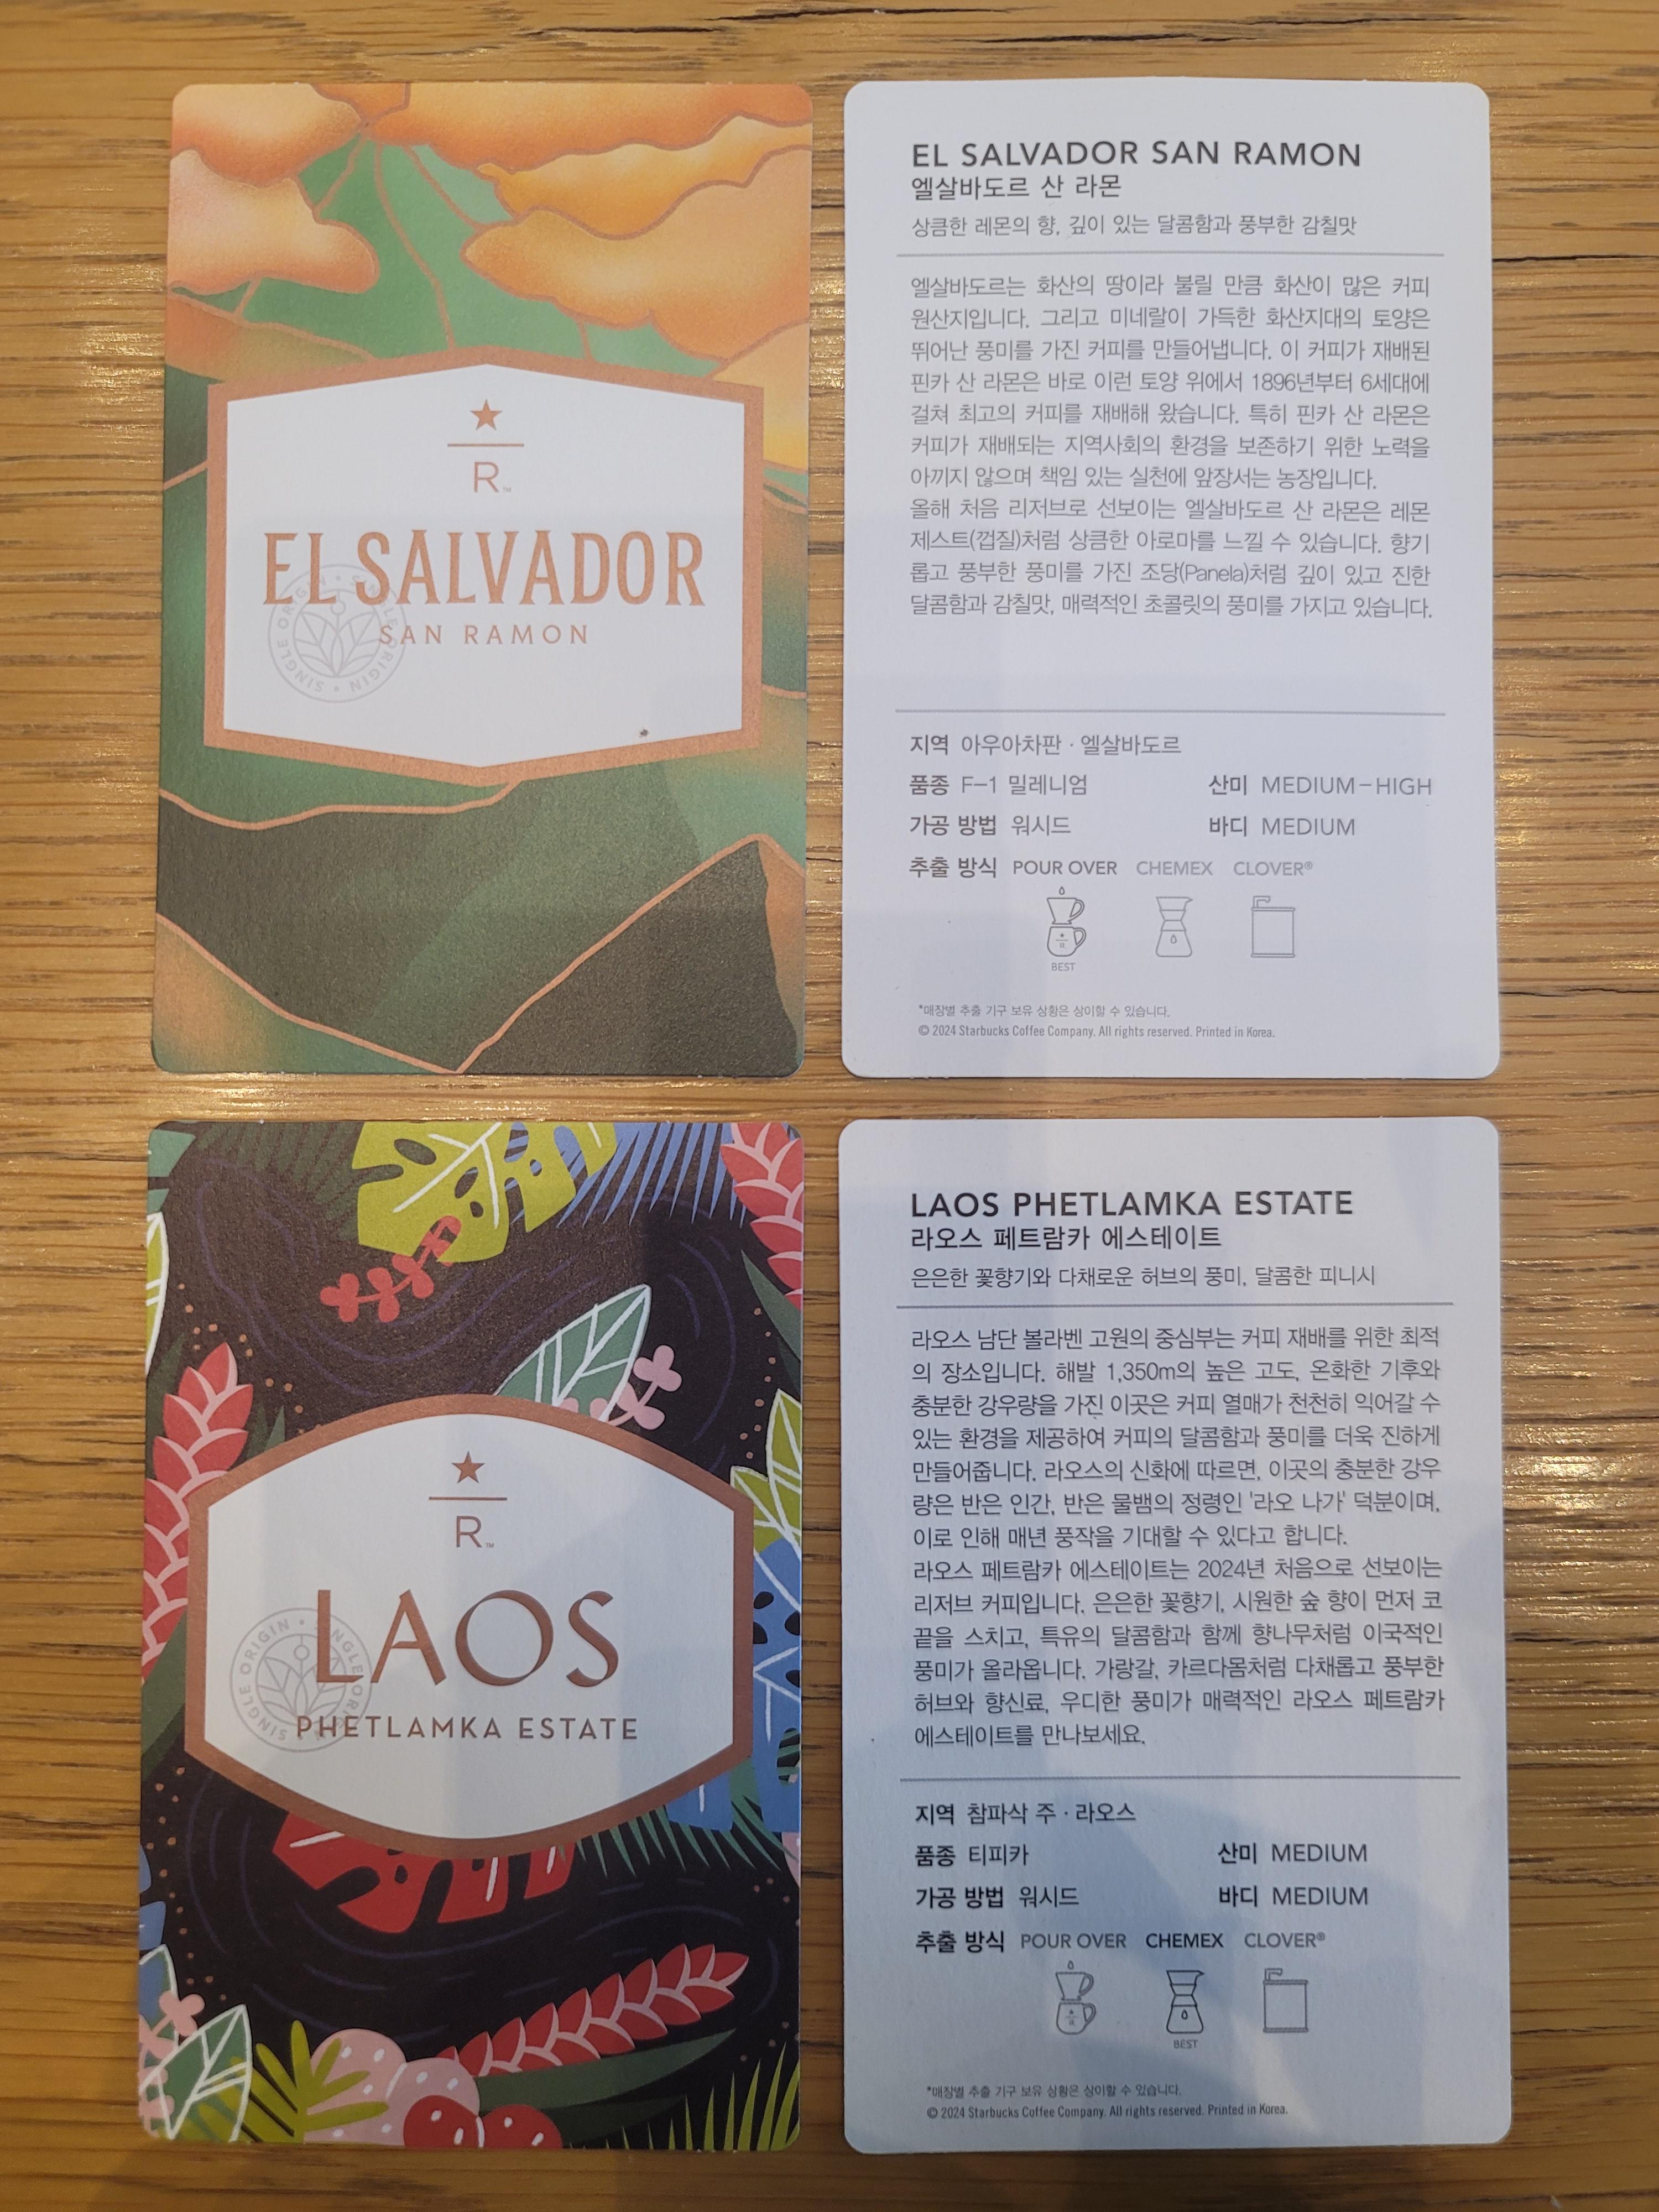 R™
EL SALVADOR
SAN RAMON
SINGLE ORIGIN • SINGLE ORIGIN •
EL SALVADOR SAN RAMON
엘살바도르 산 라몬
상큼한 레몬의 향, 깊이 있는 달콤함과 풍부한 감칠맛
엘살바도르는 화산의 땅이라 불릴 만큼 화산이 많은 커피
원산지입니다. 그리고 미네랄이 가득한 화산지대의 토양은
뛰어난 풍미를 가진 커피를 만들어냅니다. 이 커피가 재배된
핀카 산 라몬은 바로 이런 토양 위에서 1896년부터 6세대에
걸쳐 최고의 커피를 재배해 왔습니다. 특히 핀카 산 라몬은
커피가 재배되는 지역사회의 환경을 보존하기 위한 노력을
아끼지 않으며 책임 있는 실천에 앞장서는 농장입니다.
올해 처음 리저브로 선보이는 엘살바도르 산 라몬은 레몬
제스트(껍질)처럼 상큼한 아로마를 느낄 수 있습니다. 향기
롭고 풍부한 풍미를 가진 조당(Panela)처럼 깊이 있고 진한
달콤함과 감칠맛, 매력적인 초콜릿의 풍미를 가지고 있습니다.
지역 아우아차판 · 엘살바도르
품종 F-1 밀레니엄 산미 MEDIUM-HIGH
가공 방법 워시드 바디 MEDIUM
추출 방식 POUR OVER CHEMEX CLOVER®
R
BEST
*매장별 추출 기구 보유 상황은 상이할 수 있습니다.
© 2024 Starbucks Coffee Company. All rights reserved. Printed in Korea.
R™
LAOS
PHETLAMKA ESTATE
SINGLE ORIGIN • SINGLE ORIGIN •
LAOS PHETLAMKA ESTATE
라오스 페트람카 에스테이트
은은한 꽃향기와 다채로운 허브의 풍미, 달콤한 피니시
라오스 남단 볼라벤 고원의 중심부는 커피 재배를 위한 최적
의 장소입니다. 해발 1,350m의 높은 고도, 온화한 기후와
충분한 강우량을 가진 이곳은 커피 열매가 천천히 익어갈 수
있는 환경을 제공하여 커피의 달콤함과 풍미를 더욱 진하게
만들어줍니다. 라오스의 신화에 따르면, 이곳의 충분한 강우
량은 반은 인간, 반은 물뱀의 정령인 '라오 나가' 덕분이며,
이로 인해 매년 풍작을 기대할 수 있다고 합니다.
라오스 페트람카 에스테이트는 2024년 처음으로 선보이는
리저브 커피입니다. 은은한 꽃향기, 시원한 숲 향이 먼저 코
끝을 스치고, 특유의 달콤함과 함께 향나무처럼 이국적인
풍미가 올라옵니다. 가랑갈, 카르다몸처럼 다채롭고 풍부한
허브와 향신료, 우디한 풍미가 매력적인 라오스 페트람카
에스테이트를 만나보세요.
지역 참파삭 주 · 라오스
품종 티피카 산미 MEDIUM
가공 방법 워시드 바디 MEDIUM
추출 방식 POUR OVER CHEMEX CLOVER®
R
BEST
*매장별 추출 기구 보유 상황은 상이할 수 있습니다.
© 2024 Starbucks Coffee Company. All rights reserved. Printed in Korea.